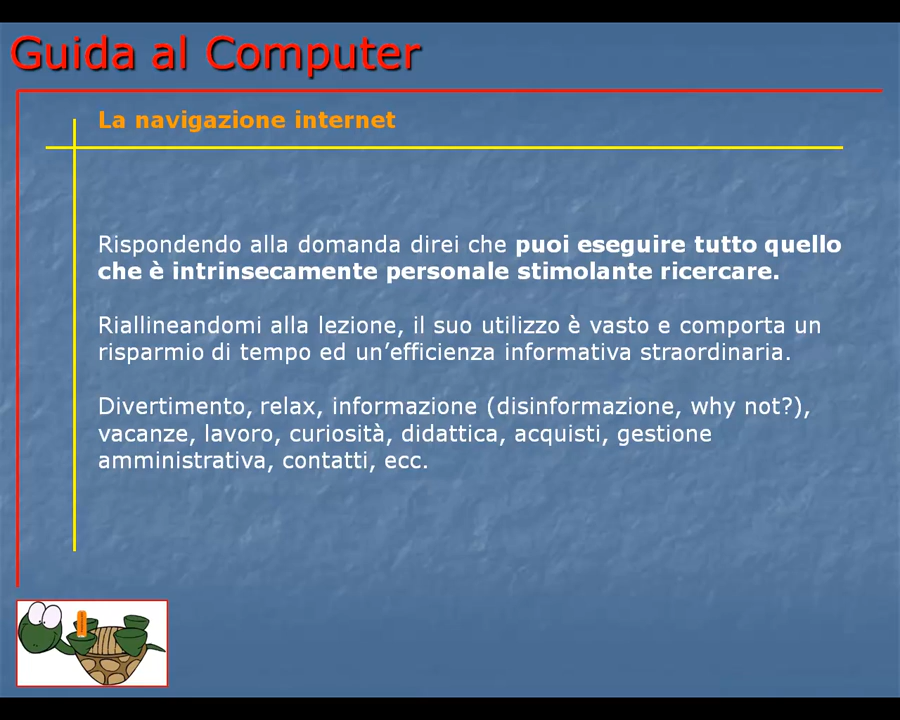 Guida al Computer
La navigazione internet
Rispondendo alla domanda direi che puoi eseguire tutto quello
che è intrinsecamente personale stimolante ricercare.
Riallineandomi alla lezione, il suo utilizzo è vasto e comporta un
risparmio di tempo ed un’efficienza informativa straordinaria.
Divertimento, relax, informazione (disinformazione, why not?),
vacanze, lavoro, curiosità, didattica, acquisti, gestione
amministrativa, contatti, ecc.